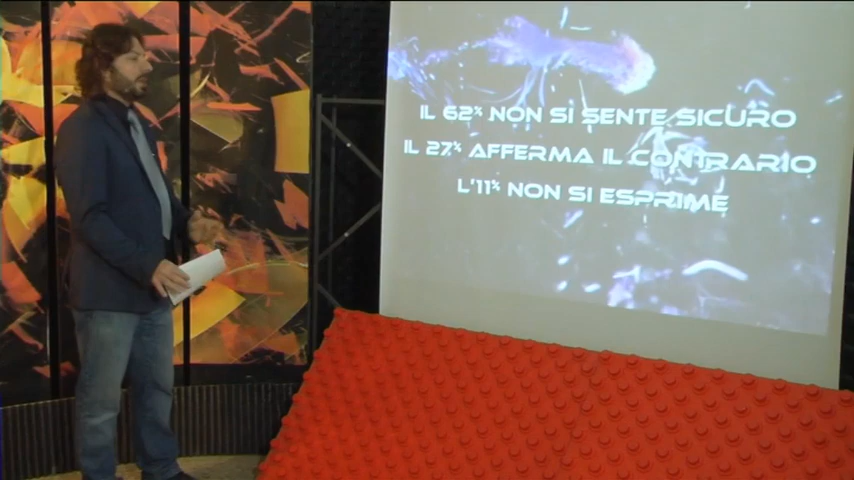 IL 62% NON SI SENTE SICURO
IL 27% AFFERMA IL CONTRARIO
L'11% NON SI ESPRIME